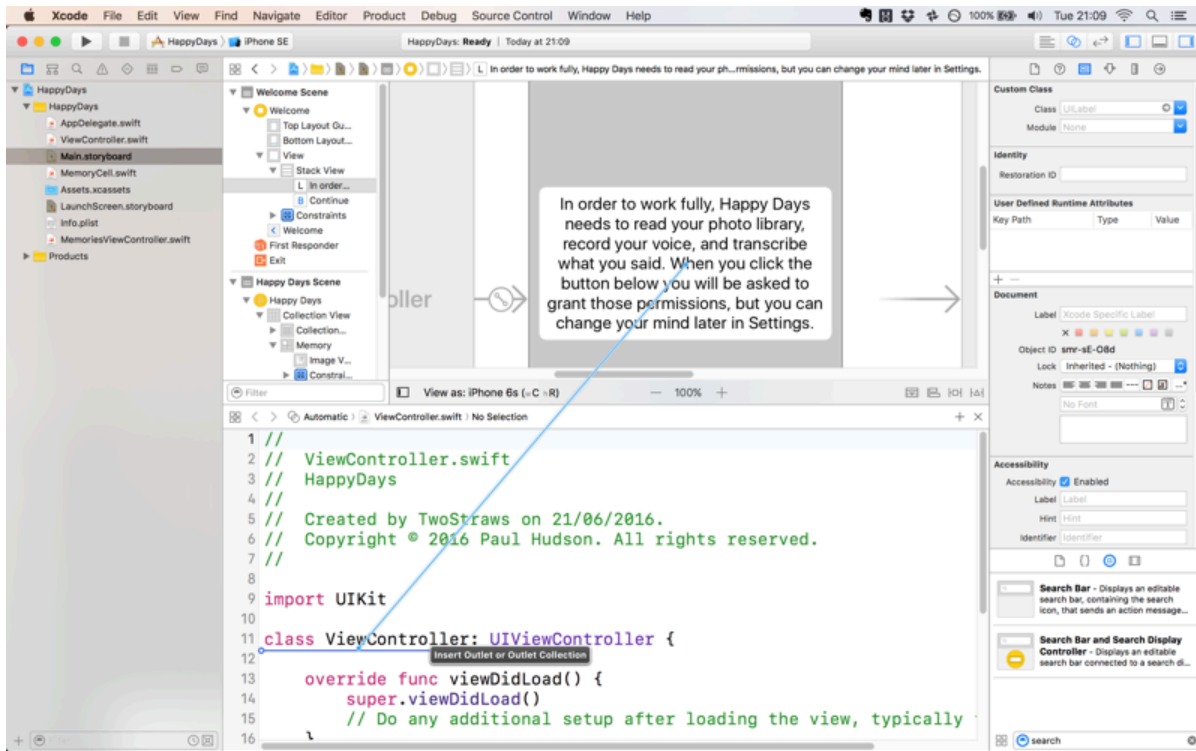 Xcode File Edit View Find Navigate Editor Product Debug Source Control Window Help 100% Tue 21:09
HappyDays iPhone SE HappyDays: Ready | Today at 21:09
In order to work fully, Happy Days needs to read your ph...rmissions, but you can change your mind later in Settings.
HappyDays
HappyDays
AppDelegate.swift
ViewController.swift
Main.storyboard
MemoryCell.swift
Assets.xcassets
LaunchScreen.storyboard
Info.plist
MemoriesViewController.swift
Products
Welcome Scene
Welcome
Top Layout Gu...
Bottom Layout...
View
Stack View
L In order...
B Continue
Constraints
Welcome
First Responder
Exit
Happy Days Scene
Happy Days
Collection View
Collection...
Memory
Image V...
Constrai...
Filter
oller
In order to work fully, Happy Days
needs to read your photo library,
record your voice, and transcribe
what you said. When you click the
button below you will be asked to
grant those permissions, but you can
change your mind later in Settings.
View as: iPhone 6s (wC hR) — 100% +
Automatic ViewController.swift No Selection
1 //
2 // ViewController.swift
3 // HappyDays
4 //
5 // Created by TwoStraws on 21/06/2016.
6 // Copyright © 2016 Paul Hudson. All rights reserved.
7 //
8
9 import UIKit
10
11 class ViewController: UIViewController {
12
Insert Outlet or Outlet Collection
13 override func viewDidLoad() {
14 super.viewDidLoad()
15 // Do any additional setup after loading the view, typically
16 }
Custom Class
Class UILabel
Module None
Identity
Restoration ID
User Defined Runtime Attributes
Key Path Type Value
Document
Label Xcode Specific Label
Object ID smr-sE-O8d
Lock Inherited - (Nothing)
Notes
No Font
Accessibility
Accessibility Enabled
Label Label
Hint Hint
Identifier Identifier
Search Bar - Displays an editable
search bar, containing the search
icon, that sends an action message...
Search Bar and Search Display
Controller - Displays an editable
search bar connected to a search di...
search